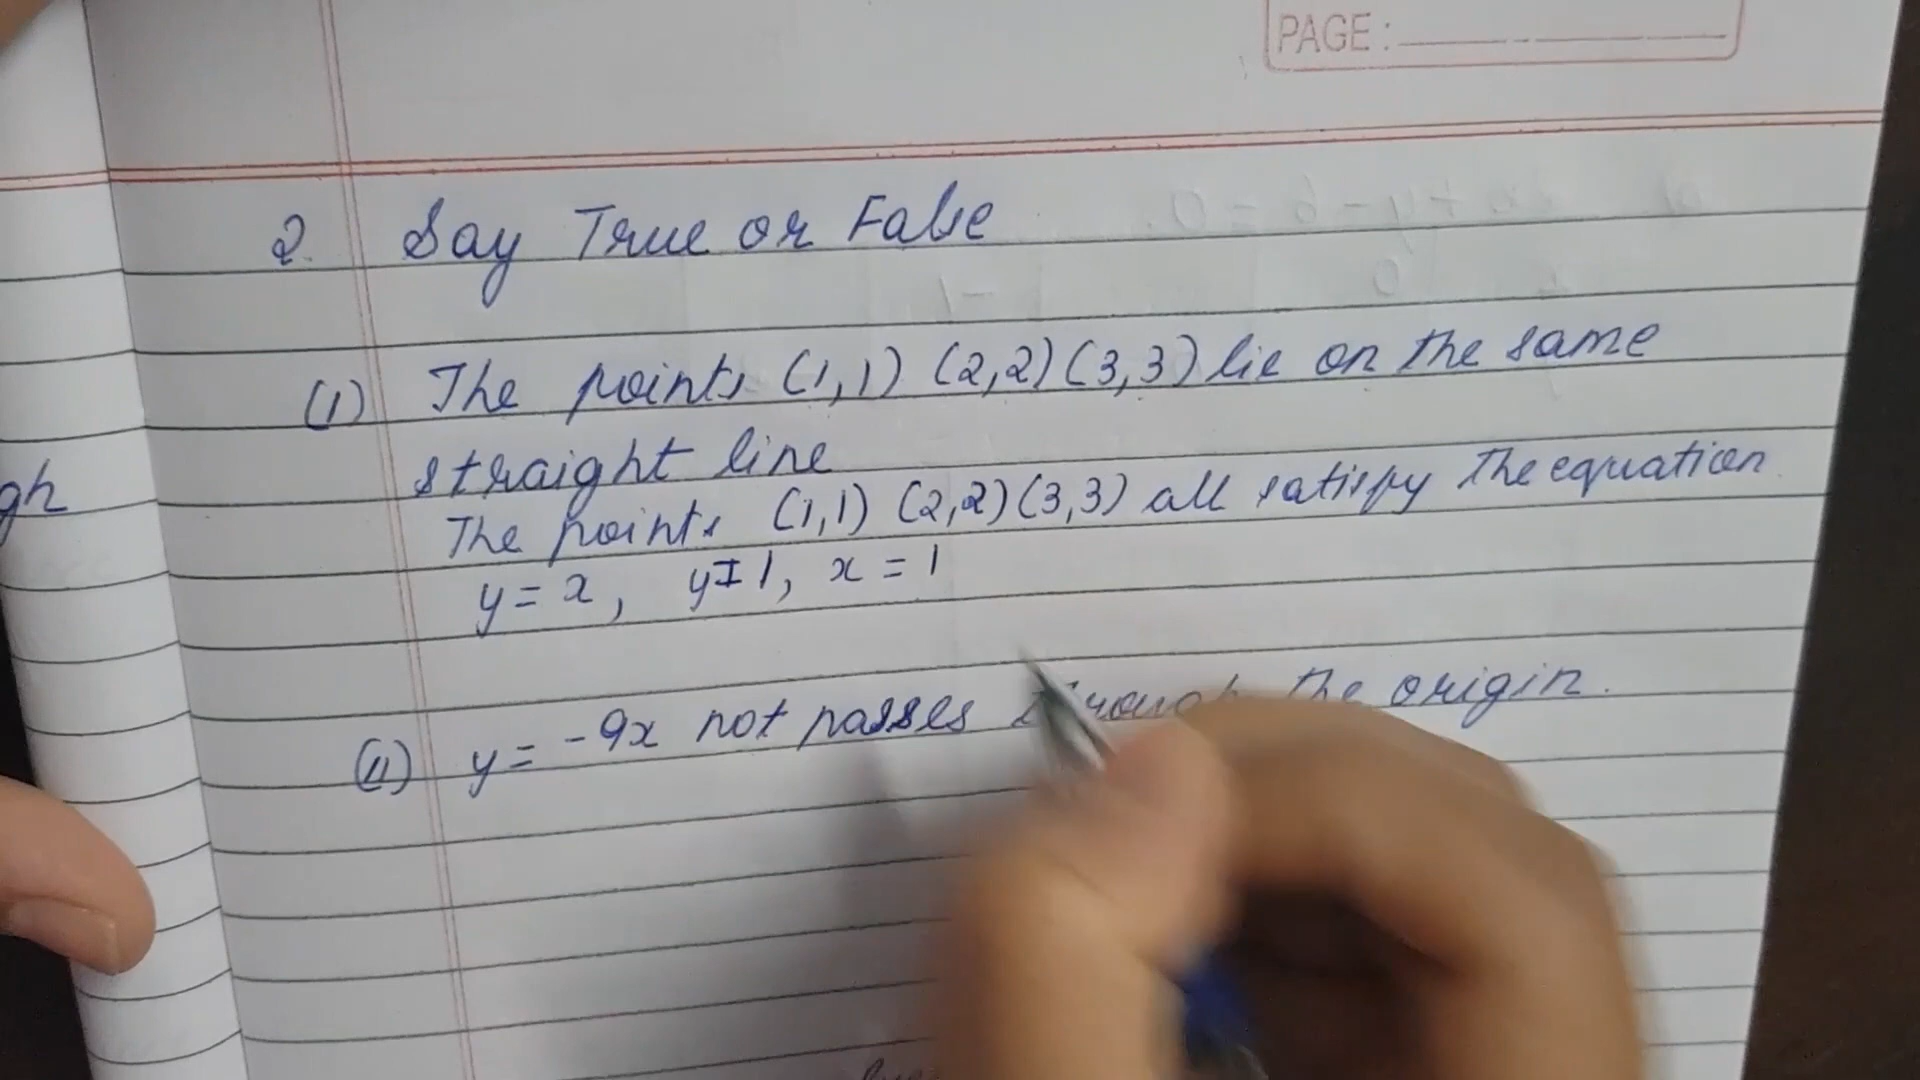 PAGE :
2. Say True or False
(i) The points (1,1) (2,2) (3,3) lie on the same
straight line
gh
The points (1,1) (2,2) (3,3) all satisfy the equation
y = x, y = 1, x = 1
(ii) y = -9x not passes through the origin.